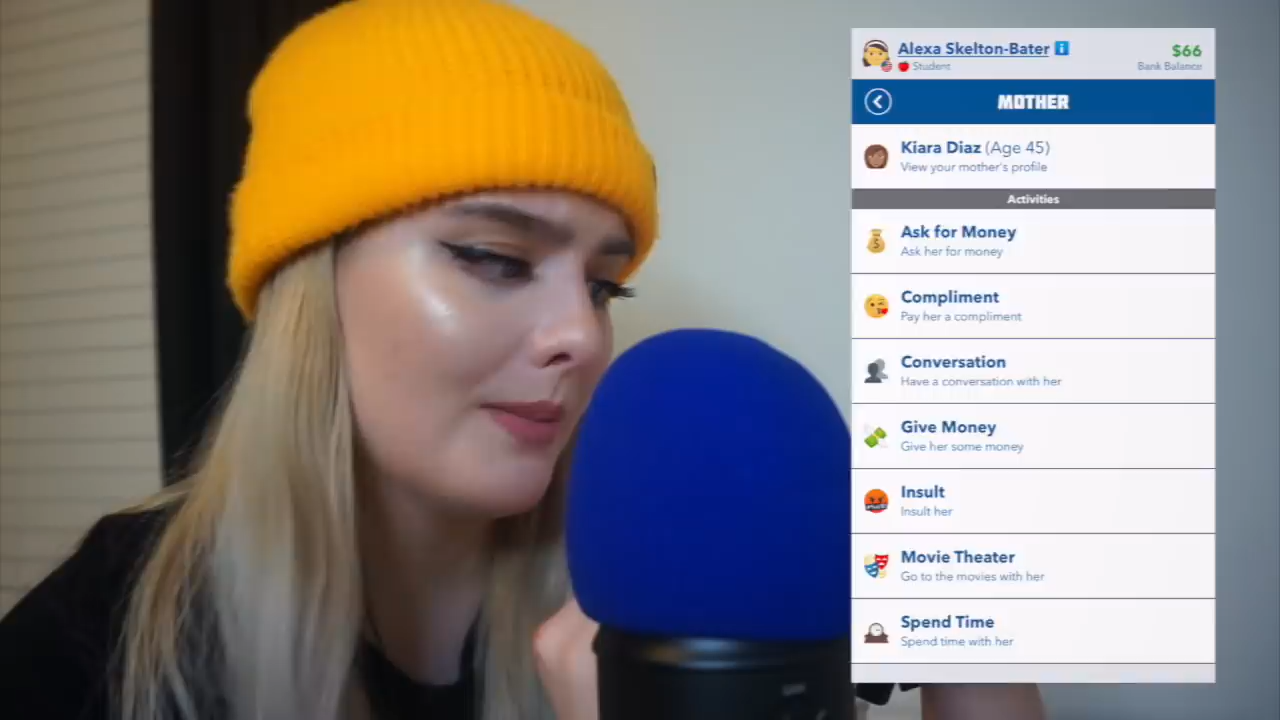 Alexa Skelton-Bater
$66
Student
Bank Balance
MOTHER
Kiara Diaz (Age 45)
View your mother's profile
Activities
Ask for Money
Ask her for money
Compliment
Pay her a compliment
Conversation
Have a conversation with her
Give Money
Give her some money
Insult
Insult her
Movie Theater
Go to the movies with her
Spend Time
Spend time with her